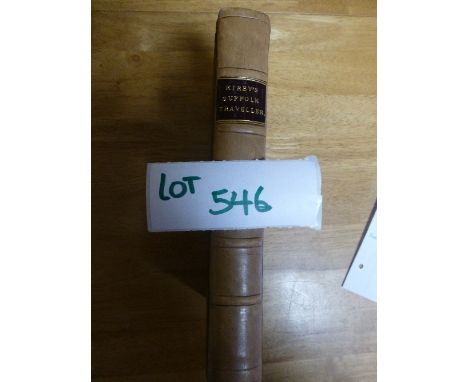 KIRBY'S
SUFFOLK
TRAVELLER
LOT 546